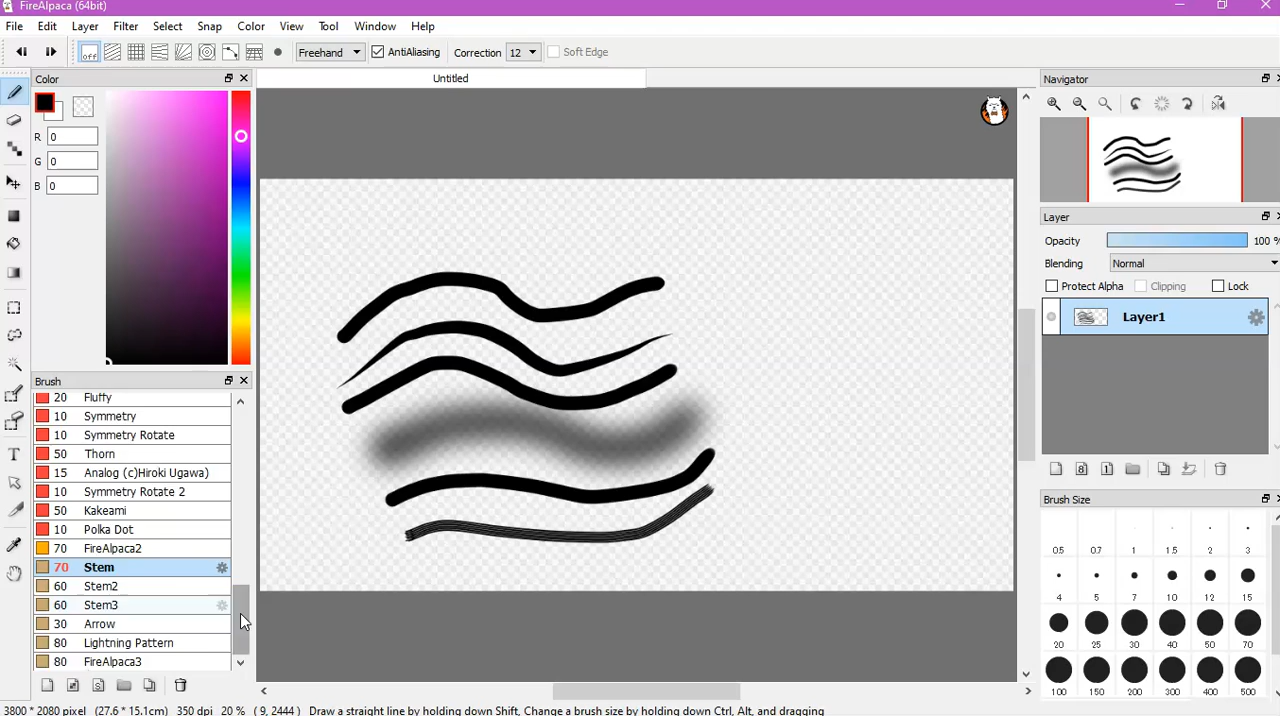 FireAlpaca (64bit)
File Edit Layer Filter Select Snap Color View Tool Window Help
off Freehand AntiAliasing Correction 12 Soft Edge
Color
R 0
G 0
B 0
Brush
20 Fluffy
10 Symmetry
10 Symmetry Rotate
50 Thorn
15 Analog (c)Hiroki Ugawa)
10 Symmetry Rotate 2
50 Kakeami
10 Polka Dot
70 FireAlpaca2
70 Stem
60 Stem2
60 Stem3
30 Arrow
80 Lightning Pattern
80 FireAlpaca3
Untitled
Navigator
Layer
Opacity 100 %
Blending Normal
Protect Alpha Clipping Lock
Layer1
8 1
Brush Size
0.5 0.7 1 1.5 2 3
4 5 7 10 12 15
20 25 30 40 50 70
100 150 200 300 400 500
3800 * 2080 pixel (27.6 * 15.1cm) 350 dpi 20 % ( 9, 2444 ) Draw a straight line by holding down Shift, Change a brush size by holding down Ctrl, Alt, and dragging